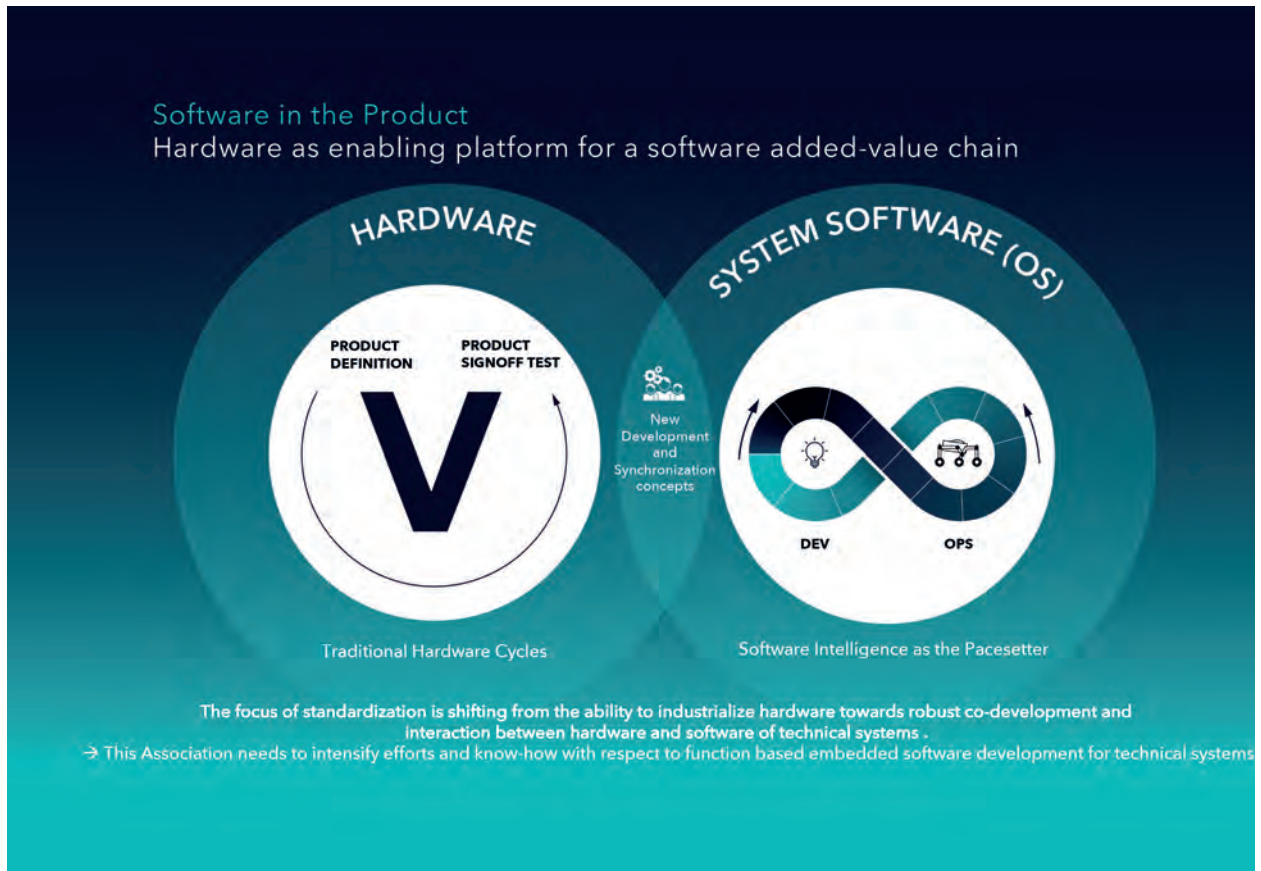 Software in the Product
Hardware as enabling platform for a software added-value chain
HARDWARE
SYSTEM SOFTWARE (OS)
PRODUCT
DEFINITION
PRODUCT
SIGNOFF TEST
V
New
Development
and
Synchronization
concepts
DEV
OPS
Traditional Hardware Cycles
Software Intelligence as the Pacesetter
The focus of standardization is shifting from the ability to industrialize hardware towards robust co-development and
interaction between hardware and software of technical systems .
→ This Association needs to intensify efforts and know-how with respect to function based embedded software development for technical systems